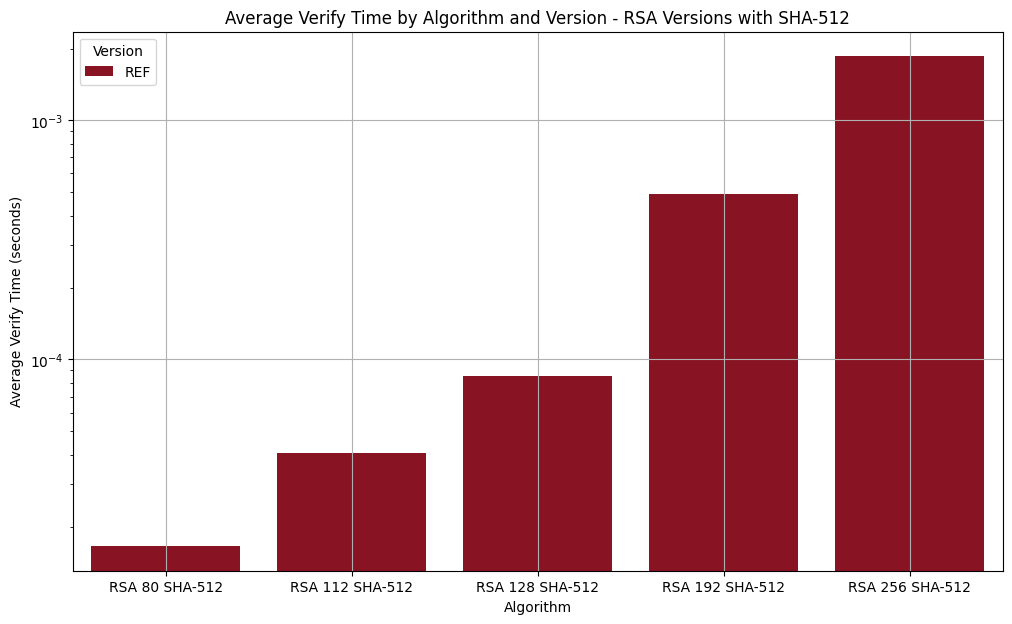 Average Verify Time by Algorithm and Version - RSA Versions with SHA-512
Version
REF
Average Verify Time (seconds)
10⁻³
10⁻⁴
RSA 80 SHA-512
RSA 112 SHA-512
RSA 128 SHA-512
RSA 192 SHA-512
RSA 256 SHA-512
Algorithm